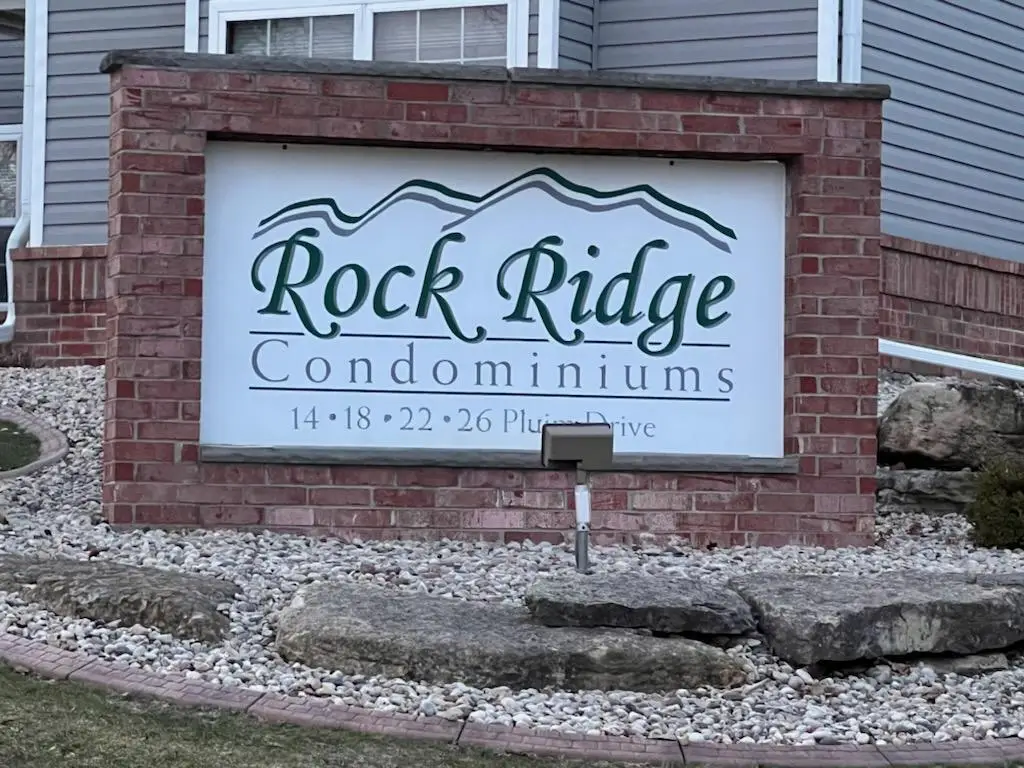 Rock Ridge
Condominiums
14 • 18 • 22 • 26 Drive